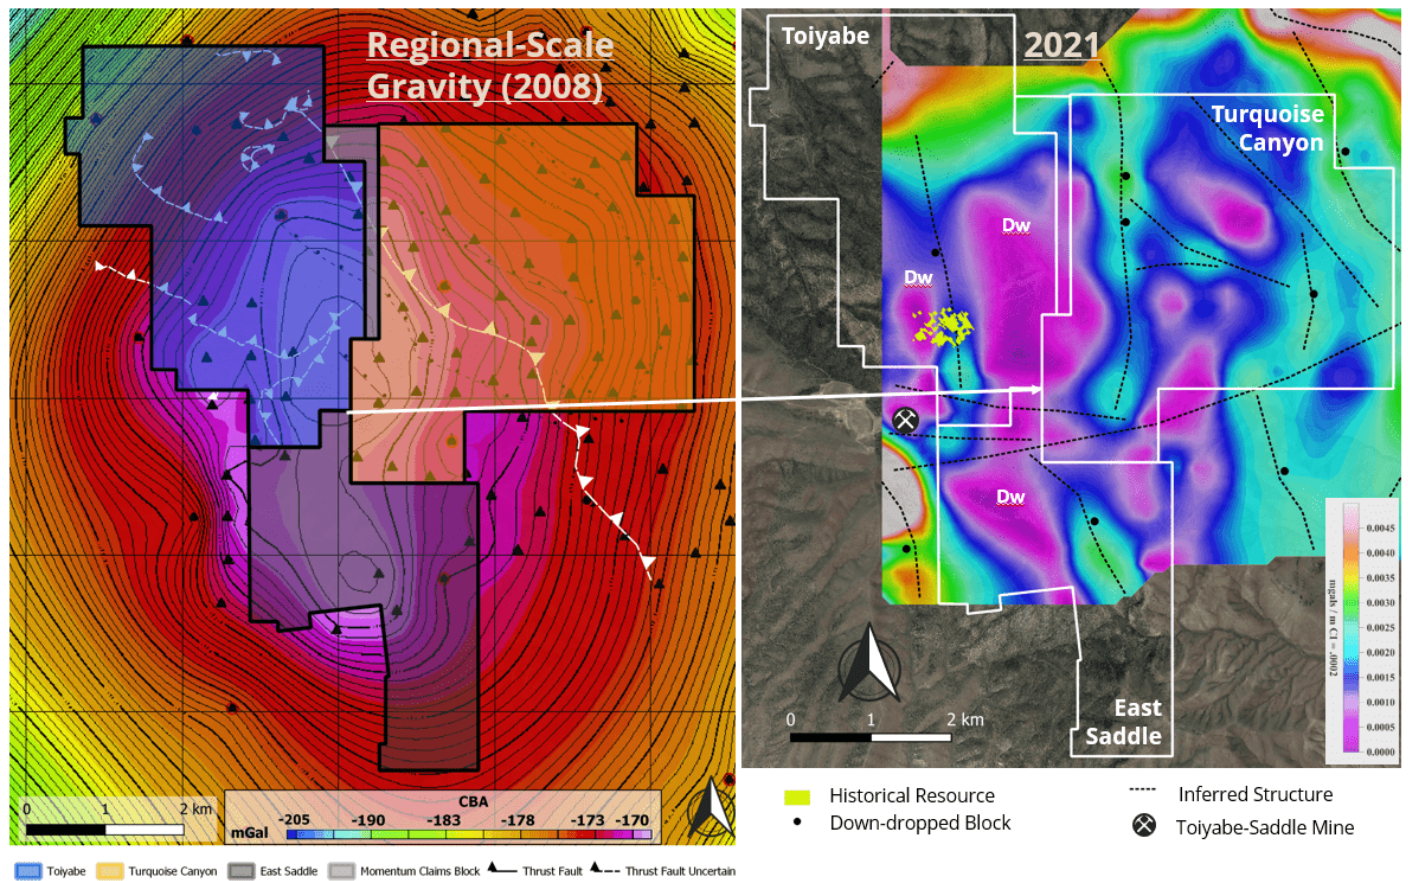 Regional-Scale
Gravity (2008)
0 1 2 km
CBA
mGal
-205 -190 -183 -178 -173 -170
Toiyabe Turquoise Canyon East Saddle Momentum Claims Block Thrust Fault Thrust Fault Uncertain
Toiyabe
2021
Turquoise
Canyon
Dw
Dw
Dw
0.0045
0.0040
0.0035
0.0030
0.0025
0.0020
0.0015
0.0010
0.0005
0.0000
mgals / m CI = .0002
East
Saddle
0 1 2 km
Historical Resource
Down-dropped Block
Inferred Structure
Toiyabe-Saddle Mine